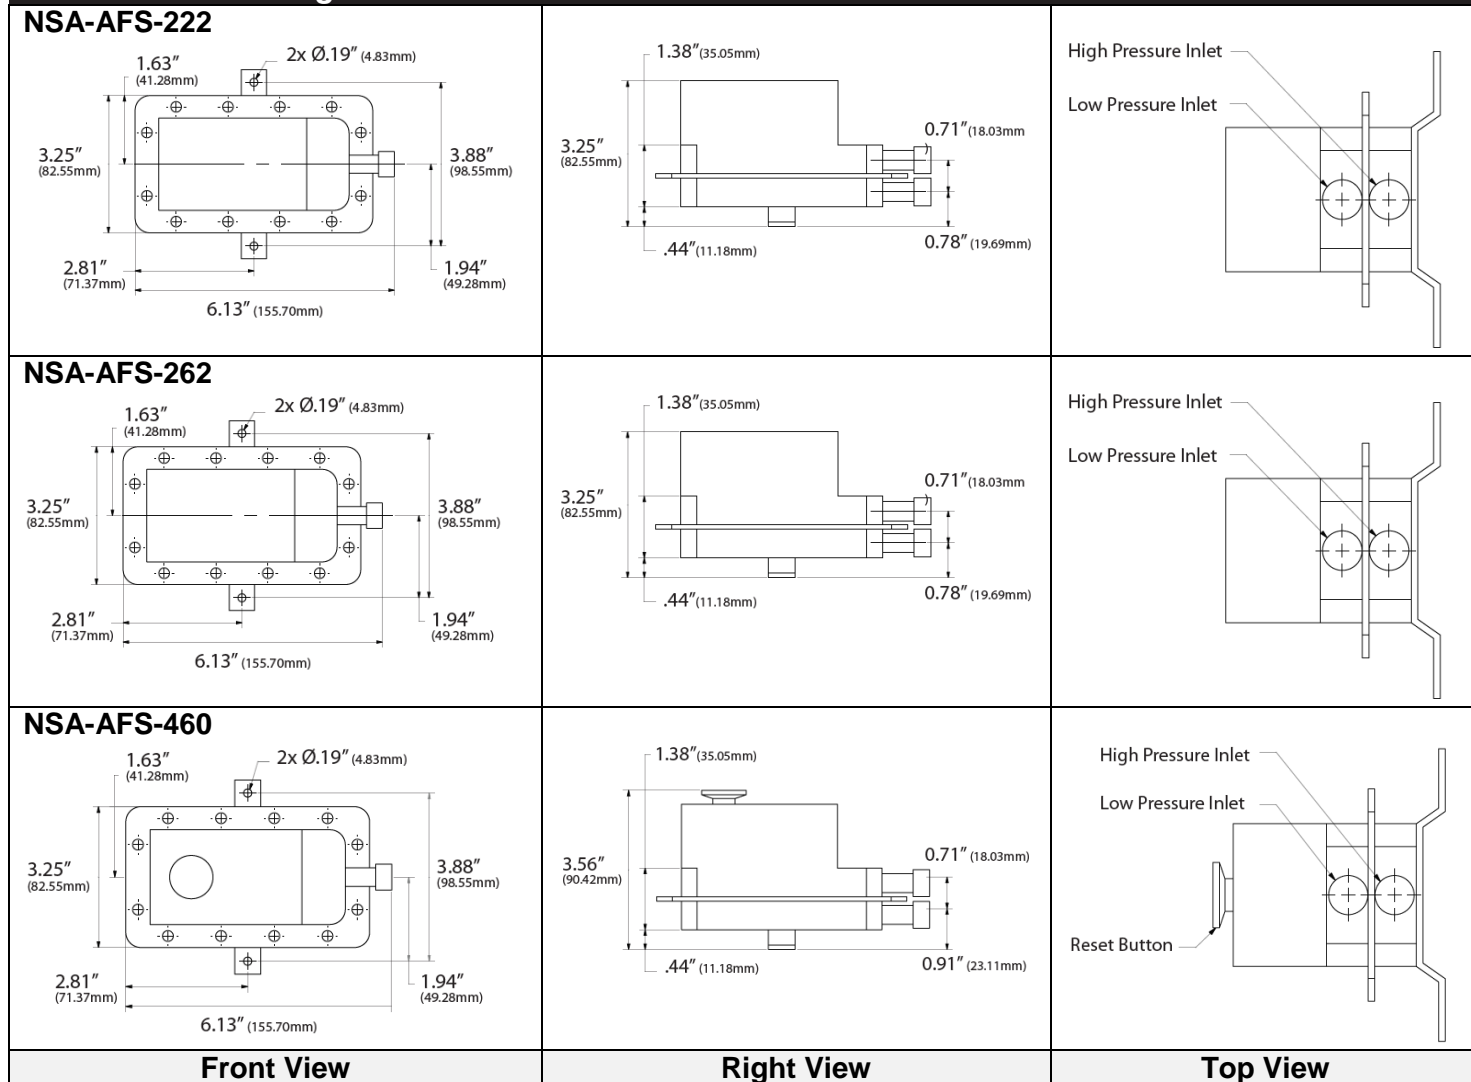 NSA-AFS-222
1.63" 2x Ø.19" (4.83mm)
(41.28mm)
3.25"
(82.55mm)
3.88"
(98.55mm)
2.81"
(71.37mm)
1.94"
(49.28mm)
6.13" (155.70mm)
1.38"(35.05mm)
3.25"
(82.55mm)
0.71"(18.03mm
)
.44"(11.18mm)
0.78" (19.69mm)
High Pressure Inlet
Low Pressure Inlet
NSA-AFS-262
1.63" 2x Ø.19" (4.83mm)
(41.28mm)
3.25"
(82.55mm)
3.88"
(98.55mm)
2.81"
(71.37mm)
1.94"
(49.28mm)
6.13" (155.70mm)
1.38"(35.05mm)
3.25"
(82.55mm)
0.71"(18.03mm
)
.44"(11.18mm)
0.78" (19.69mm)
High Pressure Inlet
Low Pressure Inlet
NSA-AFS-460
1.63" 2x Ø.19" (4.83mm)
(41.28mm)
3.25"
(82.55mm)
3.88"
(98.55mm)
2.81"
(71.37mm)
1.94"
(49.28mm)
6.13" (155.70mm)
1.38"(35.05mm)
3.56"
(90.42mm)
0.71" (18.03mm)
.44" (11.18mm)
0.91" (23.11mm)
High Pressure Inlet
Low Pressure Inlet
Reset Button
Front View Right View Top View